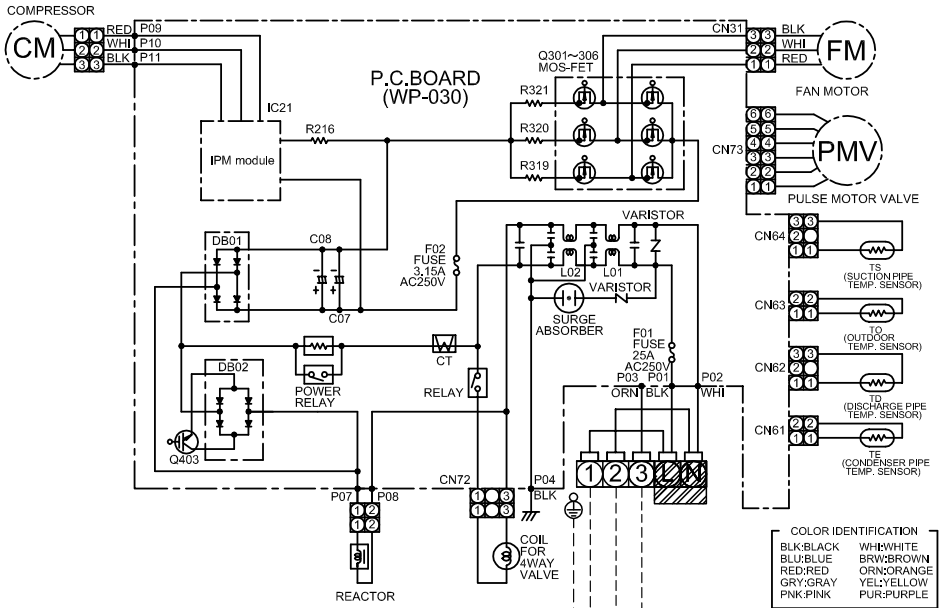 COMPRESSOR
CM
1 1 RED P09
2 2 WHI P10
3 3 BLK P11
P.C.BOARD
(WP-030)
IC21
IPM module
R216
Q301~306
MOS-FET
R321
R320
R319
CN31
3 3 BLK
2 2 WHI
1 1 RED
FM
FAN MOTOR
CN73
6 6
5 5
4 4
3 3
2 2
1 1
PMV
PULSE MOTOR VALVE
DB01
C08
C07
F02
FUSE
3.15A
AC250V
VARISTOR
L02
L01
VARISTOR
SURGE
ABSORBER
F01
FUSE
25A
AC250V
CN64
3 3
2
1 1
TS
(SUCTION PIPE
TEMP. SENSOR)
CN63
2 2
1 1
TO
(OUTDOOR
TEMP. SENSOR)
CN62
3 3
2
1 1
TD
(DISCHARGE PIPE
TEMP. SENSOR)
CN61
2 2
1 1
TE
(CONDENSER PIPE
TEMP. SENSOR)
DB02
Q403
POWER
RELAY
CT
RELAY
P03 P01 P02
ORN BLK WHI
1 2 3 L N
P07 P08
1 1
2 2
REACTOR
CN72
1 3
1 3
P04
BLK
COIL
FOR
4WAY
VALVE
COLOR IDENTIFICATION
BLK:BLACK WHI:WHITE
BLU:BLUE BRW:BROWN
RED:RED ORN:ORANGE
GRY:GRAY YEL:YELLOW
PNK:PINK PUR:PURPLE